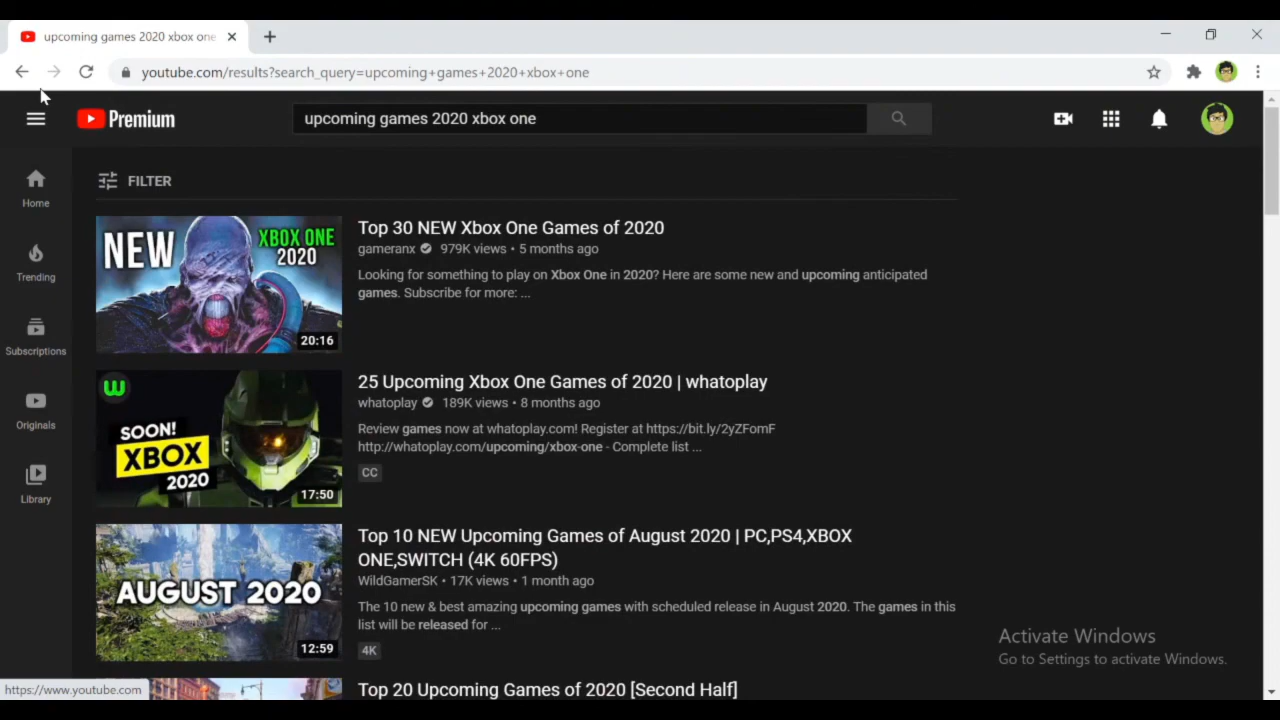 upcoming games 2020 xbox one
youtube.com/results?search_query=upcoming+games+2020+xbox+one
Premium
upcoming games 2020 xbox one
FILTER
Home
Trending
Subscriptions
Originals
Library
NEW
XBOX ONE
2020
20:16
Top 30 NEW Xbox One Games of 2020
gameranx 979K views • 5 months ago
Looking for something to play on Xbox One in 2020? Here are some new and upcoming anticipated
games. Subscribe for more: ...
W
SOON!
XBOX
2020
17:50
25 Upcoming Xbox One Games of 2020 | whatoplay
whatoplay 189K views • 8 months ago
Review games now at whatoplay.com! Register at https://bit.ly/2yZFomF
http://whatoplay.com/upcoming/xbox-one - Complete list ...
CC
AUGUST 2020
12:59
Top 10 NEW Upcoming Games of August 2020 | PC,PS4,XBOX
ONE,SWITCH (4K 60FPS)
WildGamerSK • 17K views • 1 month ago
The 10 new & best amazing upcoming games with scheduled release in August 2020. The games in this
list will be released for ...
4K
Top 20 Upcoming Games of 2020 [Second Half]
Activate Windows
Go to Settings to activate Windows.
https://www.youtube.com